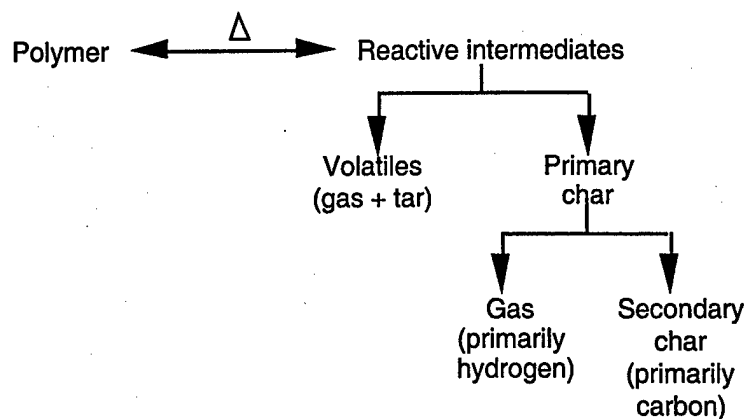 Δ
Polymer
Reactive intermediates
Volatiles
(gas + tar)
Primary
char
Gas
(primarily
hydrogen)
Secondary
char
(primarily
carbon)